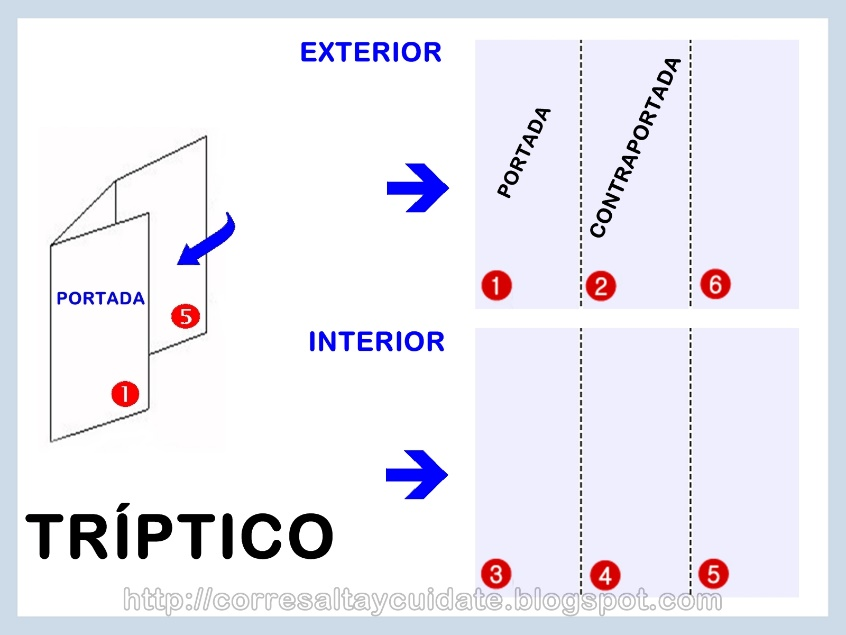 EXTERIOR
PORTADA
CONTRAPORTADA
1
2
6
PORTADA
5
1
INTERIOR
TRÍPTICO
3
4
5
http://corresaltaycuidate.blogspot.com